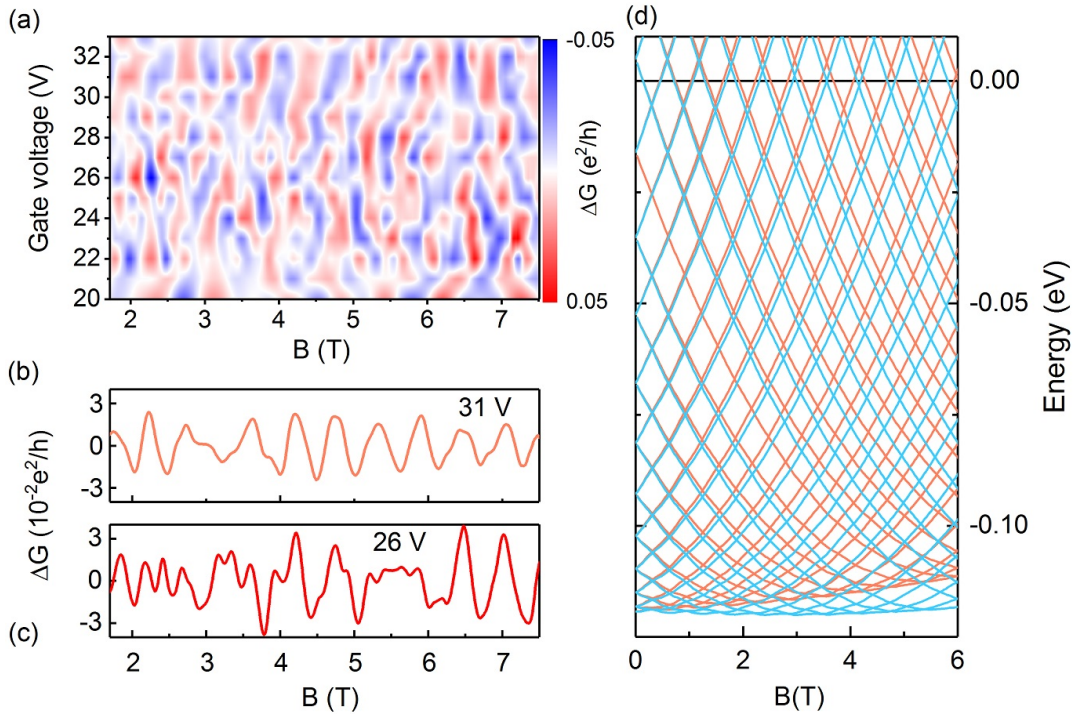 (a)
Gate voltage (V)
32
30
28
26
24
22
20
2 3 4 5 6 7
B (T)
-0.05
ΔG (e²/h)
0.05
(b)
3
0
-3
31 V
ΔG (10⁻²e²/h)
3
0
-3
26 V
(c)
2 3 4 5 6 7
B (T)
(d)
0.00
-0.05
-0.10
Energy (eV)
0 2 4 6
B(T)